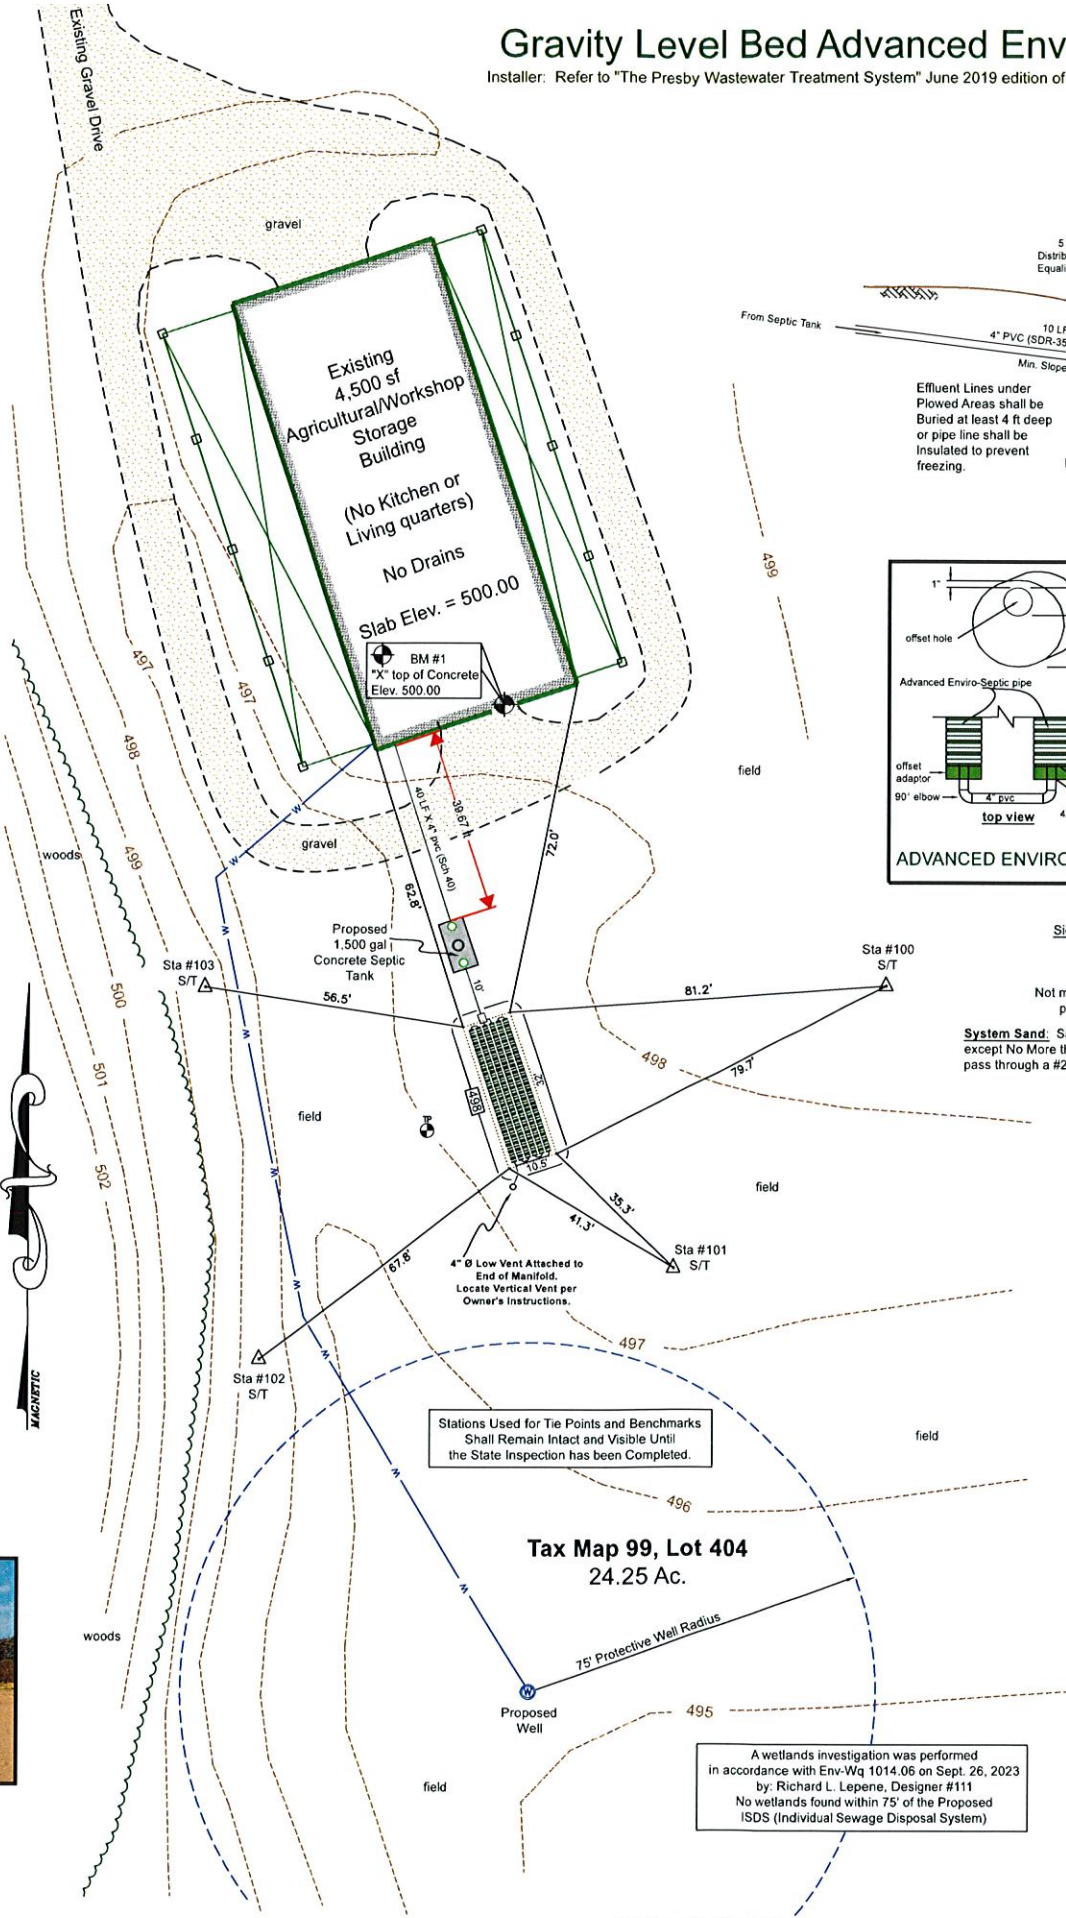 Gravity Level Bed Advanced Env
Installer: Refer to "The Presby Wastewater Treatment System" June 2019 edition of
Existing Gravel Drive
gravel
5
Distrib
Equali
From Septic Tank
10 LF
4" PVC (SDR-35
Min. Slope
Effluent Lines under
Plowed Areas shall be
Buried at least 4 ft deep
or pipe line shall be
Insulated to prevent
freezing.
Existing
4,500 sf
Agricultural/Workshop
Storage
Building
(No Kitchen or
Living quarters)
No Drains
Slab Elev. = 500.00
BM #1
"X" top of Concrete
Elev. 500.00
499
1"
offset hole
Advanced Enviro-Septic pipe
offset
adaptor
90° elbow
4" pvc
4
top view
ADVANCED ENVIRO
497
497
498
499
500
501
502
field
woods
gravel
40 LF X 4" pvc (Sch 40)
39.67 ft
72.0'
62.8'
Proposed
1,500 gal
Concrete Septic
Tank
10'
Sta #103
S/T
56.5'
Sta #100
S/T
81.2'
79.7'
Si
Not m
p
System Sand: Sa
except No More th
pass through a #2
498
498
32'
10.5'
field
field
35.3'
41.3'
67.8'
Sta #101
S/T
4" Ø Low Vent Attached to
End of Manifold.
Locate Vertical Vent per
Owner's Instructions.
497
Sta #102
S/T
MAGNETIC
Stations Used for Tie Points and Benchmarks
Shall Remain Intact and Visible Until
the State Inspection has been Completed.
field
496
Tax Map 99, Lot 404
24.25 Ac.
75' Protective Well Radius
woods
W
W
W
W
W
W
W
W
W
W
Proposed
Well
495
field
A wetlands investigation was performed
in accordance with Env-Wq 1014.06 on Sept. 26, 2023
by: Richard L. Lepene, Designer #111
No wetlands found within 75' of the Proposed
ISDS (Individual Sewage Disposal System)